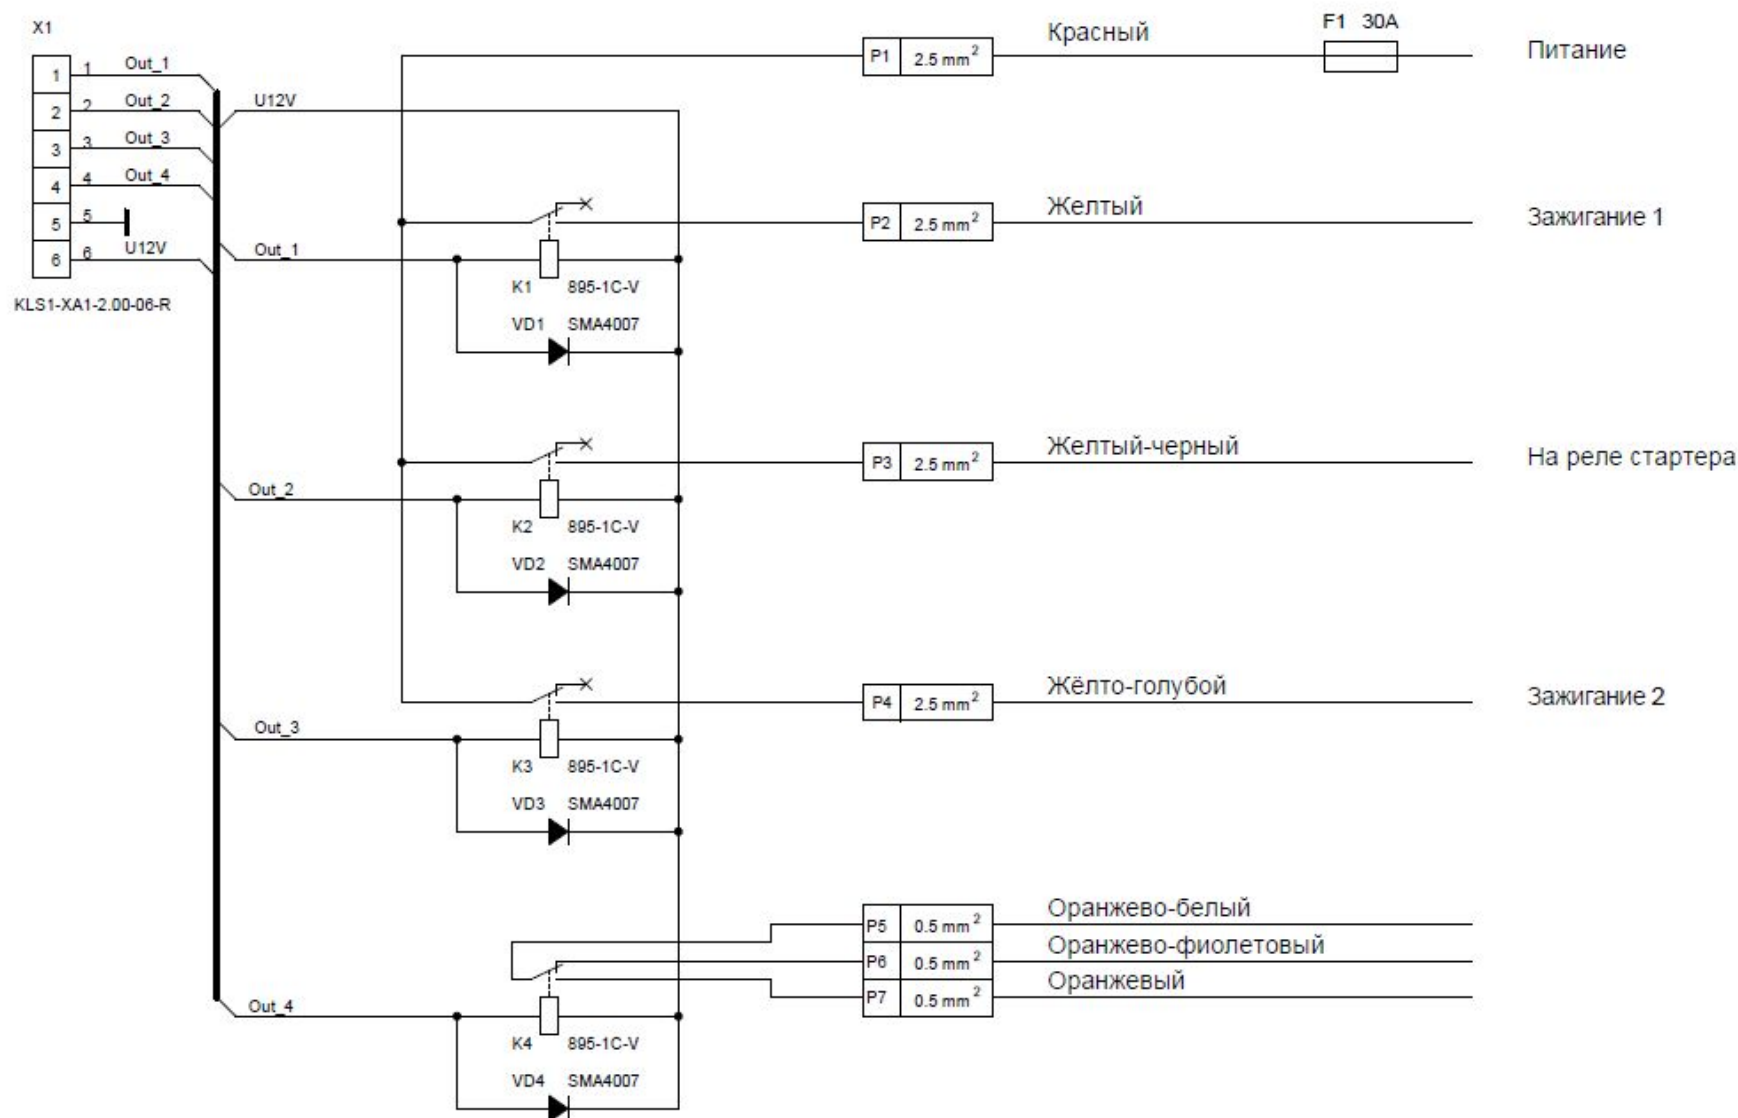 X1
1 1 Out_1
2 2 Out_2
3 3 Out_3
4 4 Out_4
5 5
6 6 U12V
KLS1-XA1-2.00-06-R
U12V
P1 2.5 mm² Красный F1 30A Питание
P2 2.5 mm² Желтый Зажигание 1
Out_1
K1 895-1C-V
VD1 SMA4007
P3 2.5 mm² Желтый-черный На реле стартера
Out_2
K2 895-1C-V
VD2 SMA4007
P4 2.5 mm² Жёлто-голубой Зажигание 2
Out_3
K3 895-1C-V
VD3 SMA4007
P5 0.5 mm² Оранжево-белый
P6 0.5 mm² Оранжево-фиолетовый
P7 0.5 mm² Оранжевый
Out_4
K4 895-1C-V
VD4 SMA4007